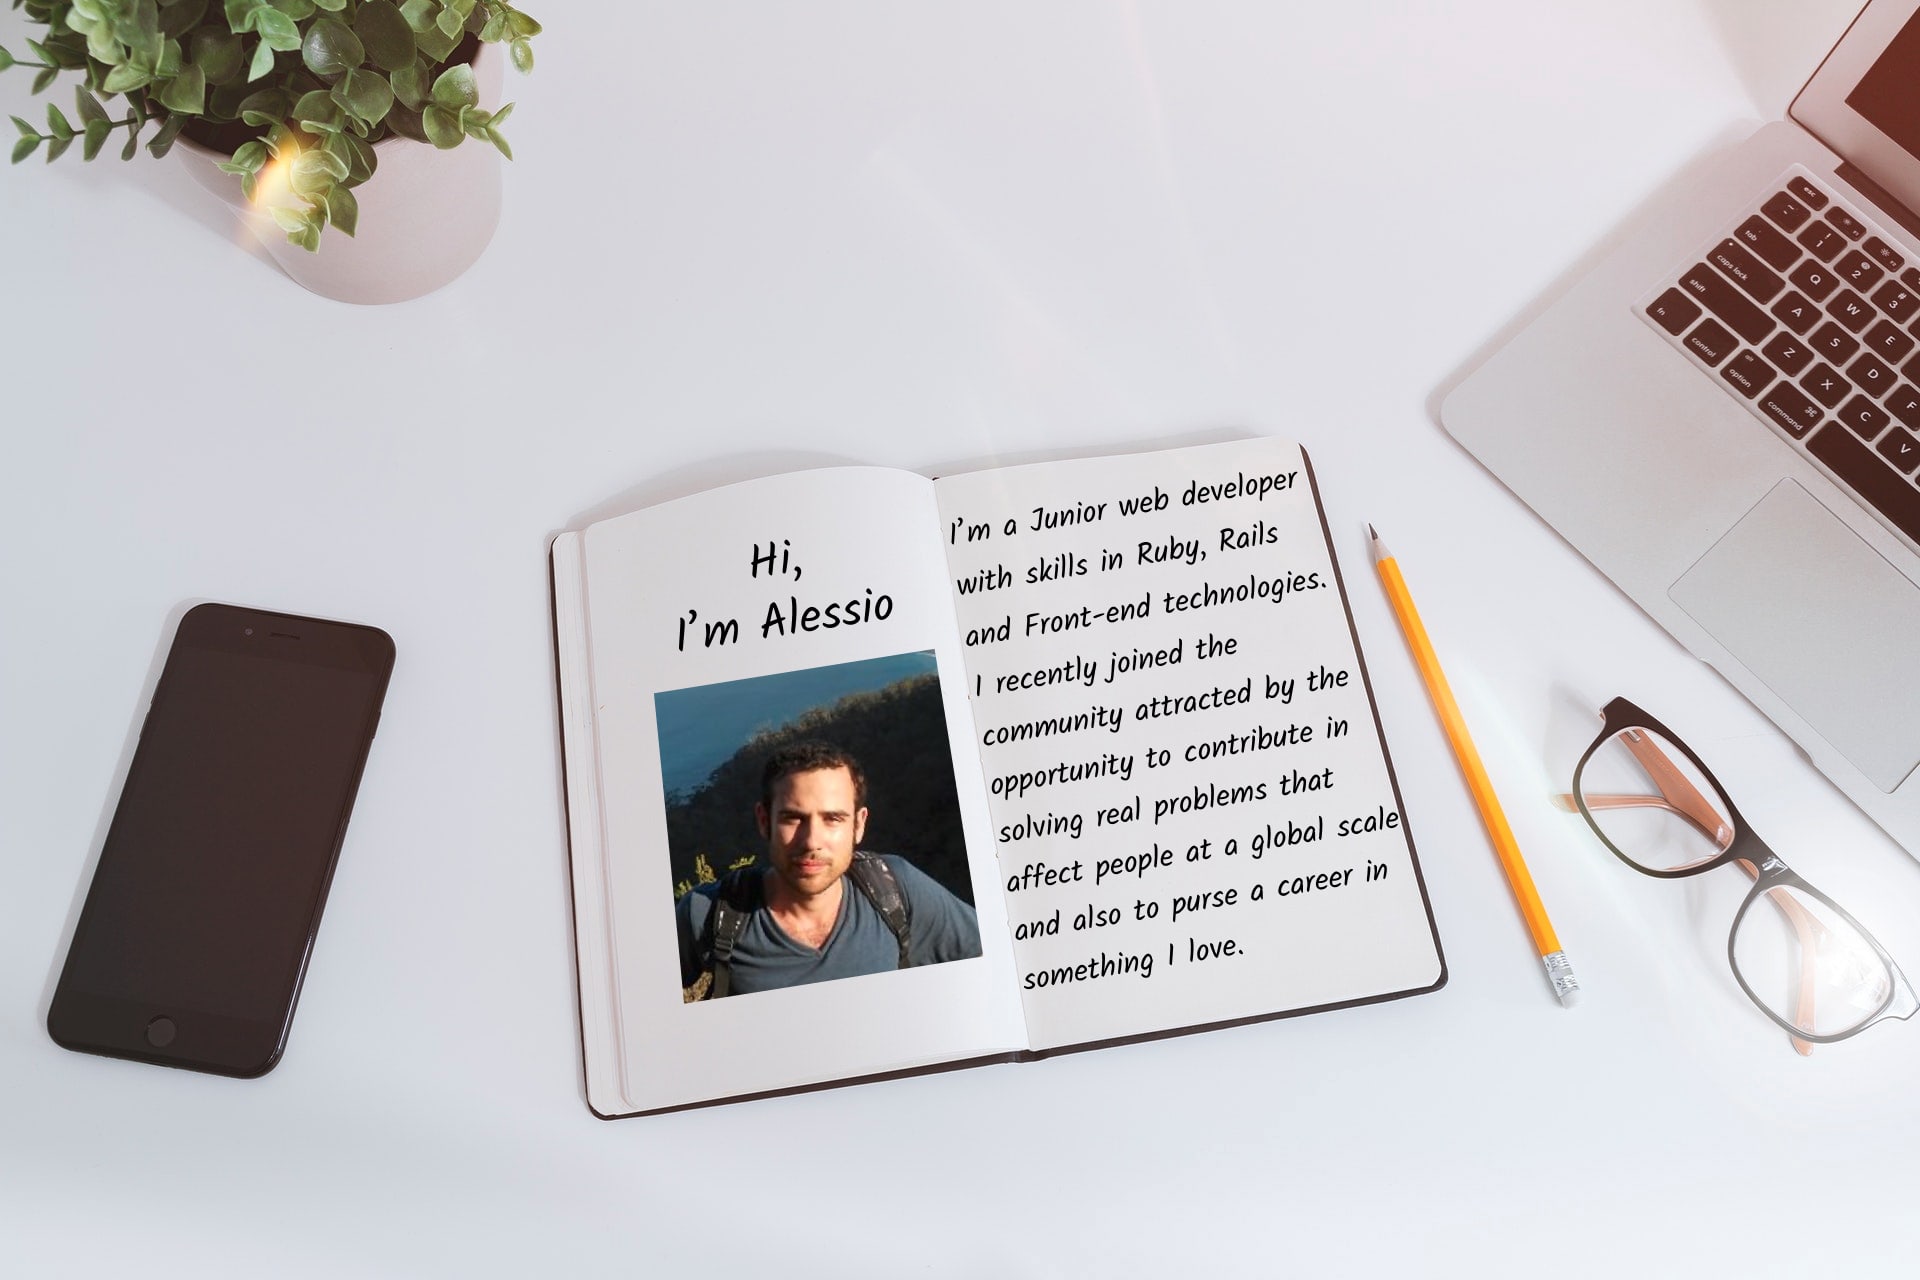 Hi,
I'm Alessio
I'm a Junior web developer
with skills in Ruby, Rails
and Front-end technologies.
I recently joined the
community attracted by the
opportunity to contribute in
solving real problems that
affect people at a global scale
and also to purse a career in
something I love.
esc
~
! 1
@ 2
# 3
tab
Q
W
E
caps lock
A
S
D
F
shift
Z
X
C
V
fn
control
alt option
⌘ command